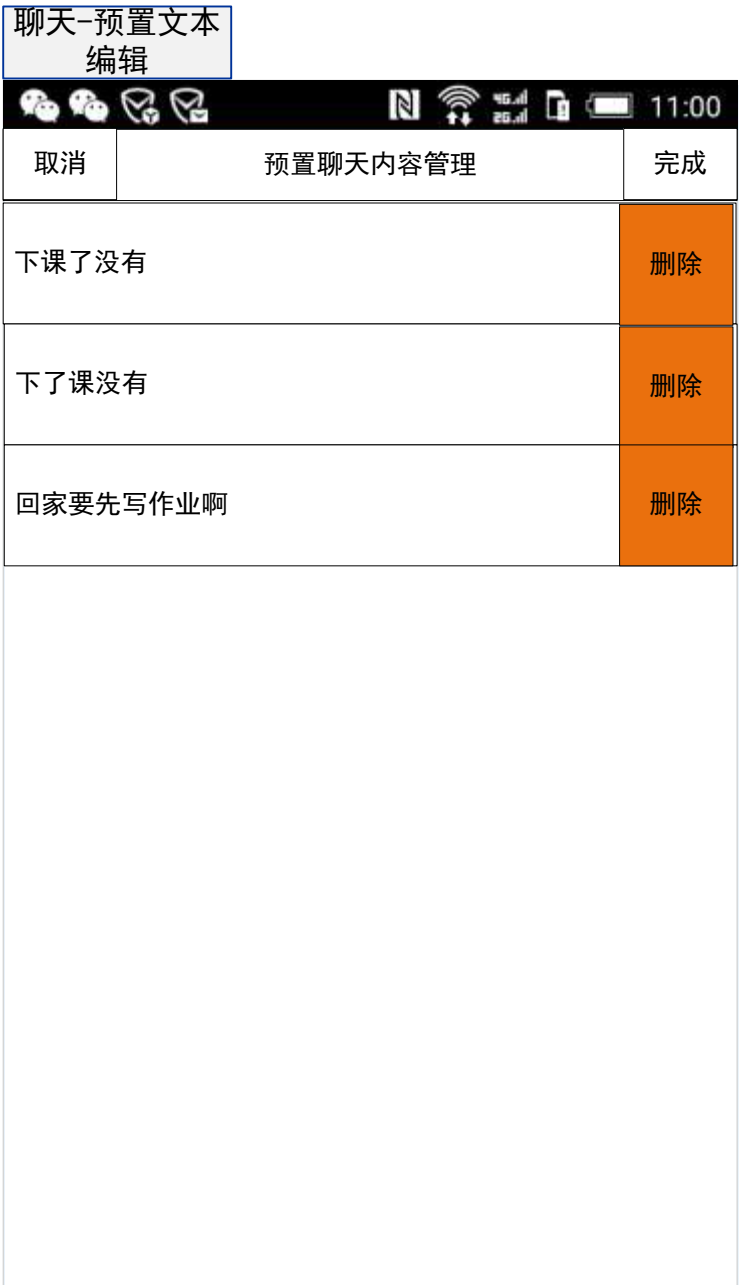 聊天-预置文本
编辑
11:00
取消 预置聊天内容管理 完成
下课了没有 删除
下了课没有 删除
回家要先写作业啊 删除